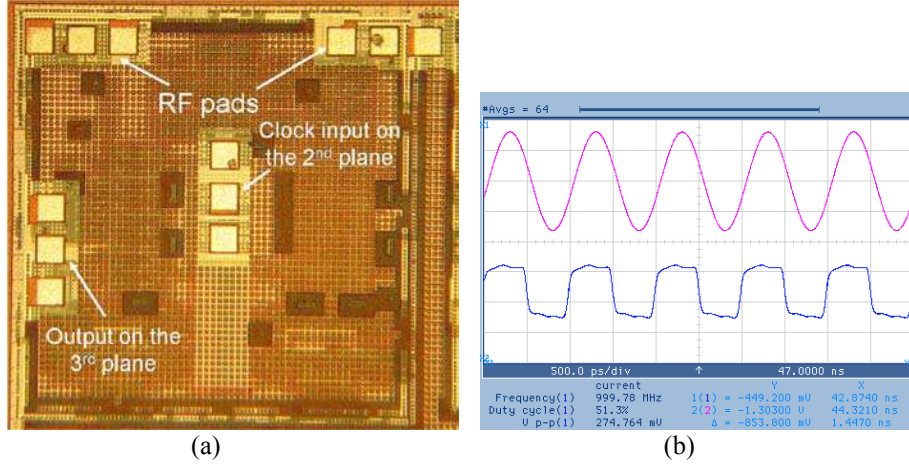 RF pads
Clock input on
the 2nd plane
Output on the
3rd plane
(a)
#Avgs = 64
500.0 ps/div
47.0000 ns
current Y X
Frequency(1) 999.78 MHz 1(1) = -449.200 mV 42.8740 ns
Duty cycle(1) 51.3% 2(2) = -1.30300 V 44.3210 ns
V p-p(1) 274.764 mV Δ = -853.800 mV 1.4470 ns
(b)